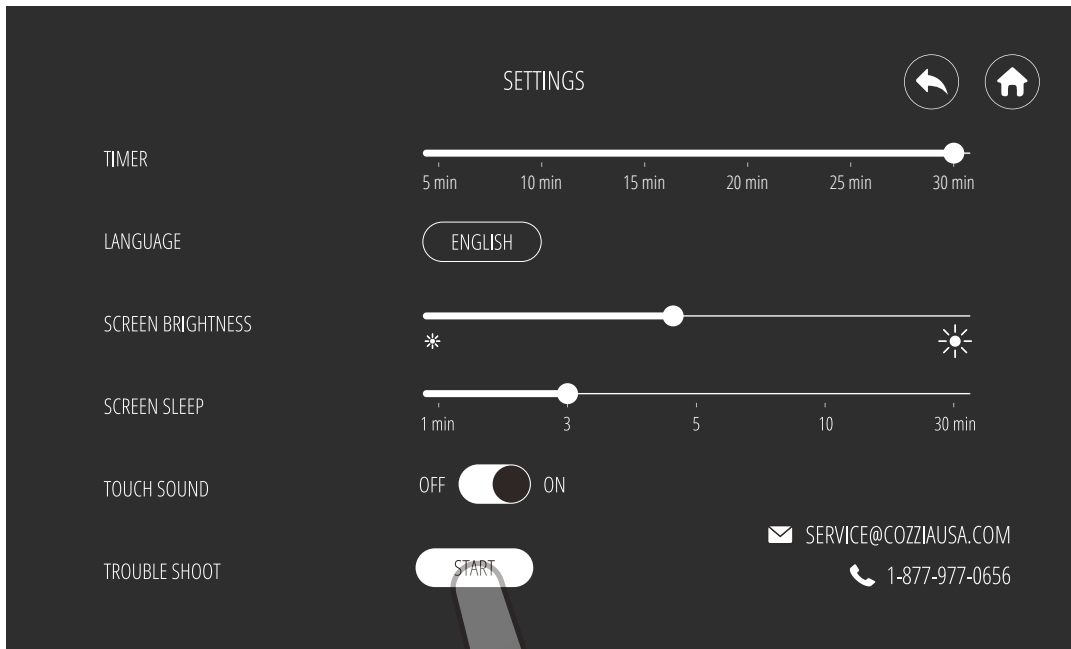 SETTINGS
TIMER
5 min 10 min 15 min 20 min 25 min 30 min
LANGUAGE ENGLISH
SCREEN BRIGHTNESS
SCREEN SLEEP
1 min 3 5 10 30 min
TOUCH SOUND OFF ON
SERVICE@COZZIAUSA.COM
TROUBLE SHOOT START 1-877-977-0656